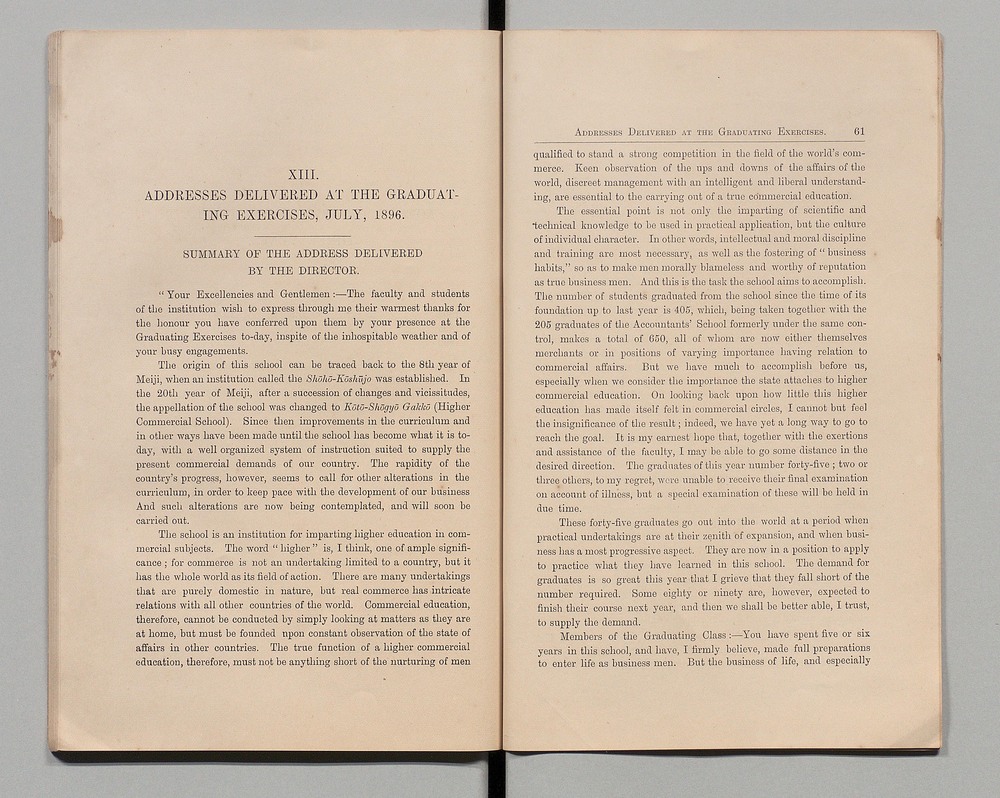 XIII.
ADDRESSES DELIVERED AT THE GRADUAT-
ING EXERCISES, JULY, 1896.
SUMMARY OF THE ADDRESS DELIVERED
BY THE DIRECTOR.
" Your Excellencies and Gentlemen :—The faculty and students
of the institution wish to express through me their warmest thanks for
the honour you have conferred upon them by your presence at the
Graduating Exercises to-day, inspite of the inhospitable weather and of
your busy engagements.
The origin of this school can be traced back to the 8th year of
Meiji, when an institution called the Shōhō-Kōshūjo was established. In
the 20th year of Meiji, after a succession of changes and vicissitudes,
the appellation of the school was changed to Kōtō-Shōgyō Gakkō (Higher
Commercial School). Since then improvements in the curriculum and
in other ways have been made until the school has become what it is to-
day, with a well organized system of instruction suited to supply the
present commercial demands of our country. The rapidity of the
country's progress, however, seems to call for other alterations in the
curriculum, in order to keep pace with the development of our business
And such alterations are now being contemplated, and will soon be
carried out.
The school is an institution for imparting higher education in com-
mercial subjects. The word " higher " is, I think, one of ample signifi-
cance ; for commerce is not an undertaking limited to a country, but it
has the whole world as its field of action. There are many undertakings
that are purely domestic in nature, but real commerce has intricate
relations with all other countries of the world. Commercial education,
therefore, cannot be conducted by simply looking at matters as they are
at home, but must be founded upon constant observation of the state of
affairs in other countries. The true function of a higher commercial
education, therefore, must not be anything short of the nurturing of men
ADDRESSES DELIVERED AT THE GRADUATING EXERCISES. 61
qualified to stand a strong competition in the field of the world's com-
merce. Keen observation of the ups and downs of the affairs of the
world, discreet management with an intelligent and liberal understand-
ing, are essential to the carrying out of a true commercial education.
The essential point is not only the imparting of scientific and
technical knowledge to be used in practical application, but the culture
of individual character. In other words, intellectual and moral discipline
and training are most necessary, as well as the fostering of " business
habits," so as to make men morally blameless and worthy of reputation
as true business men. And this is the task the school aims to accomplish.
The number of students graduated from the school since the time of its
foundation up to last year is 405, which, being taken together with the
205 graduates of the Accountants' School formerly under the same con-
trol, makes a total of 650, all of whom are now either themselves
merchants or in positions of varying importance having relation to
commercial affairs. But we have much to accomplish before us,
especially when we consider the importance the state attaches to higher
commercial education. On looking back upon how little this higher
education has made itself felt in commercial circles, I cannot but feel
the insignificance of the result ; indeed, we have yet a long way to go to
reach the goal. It is my earnest hope that, together with the exertions
and assistance of the faculty, I may be able to go some distance in the
desired direction. The graduates of this year number forty-five ; two or
three others, to my regret, were unable to receive their final examination
on account of illness, but a special examination of these will be held in
due time.
These forty-five graduates go out into the world at a period when
practical undertakings are at their zenith of expansion, and when busi-
ness has a most progressive aspect. They are now in a position to apply
to practice what they have learned in this school. The demand for
graduates is so great this year that I grieve that they fall short of the
number required. Some eighty or ninety are, however, expected to
finish their course next year, and then we shall be better able, I trust,
to supply the demand.
Members of the Graduating Class :—You have spent five or six
years in this school, and have, I firmly believe, made full preparations
to enter life as business men. But the business of life, and especially